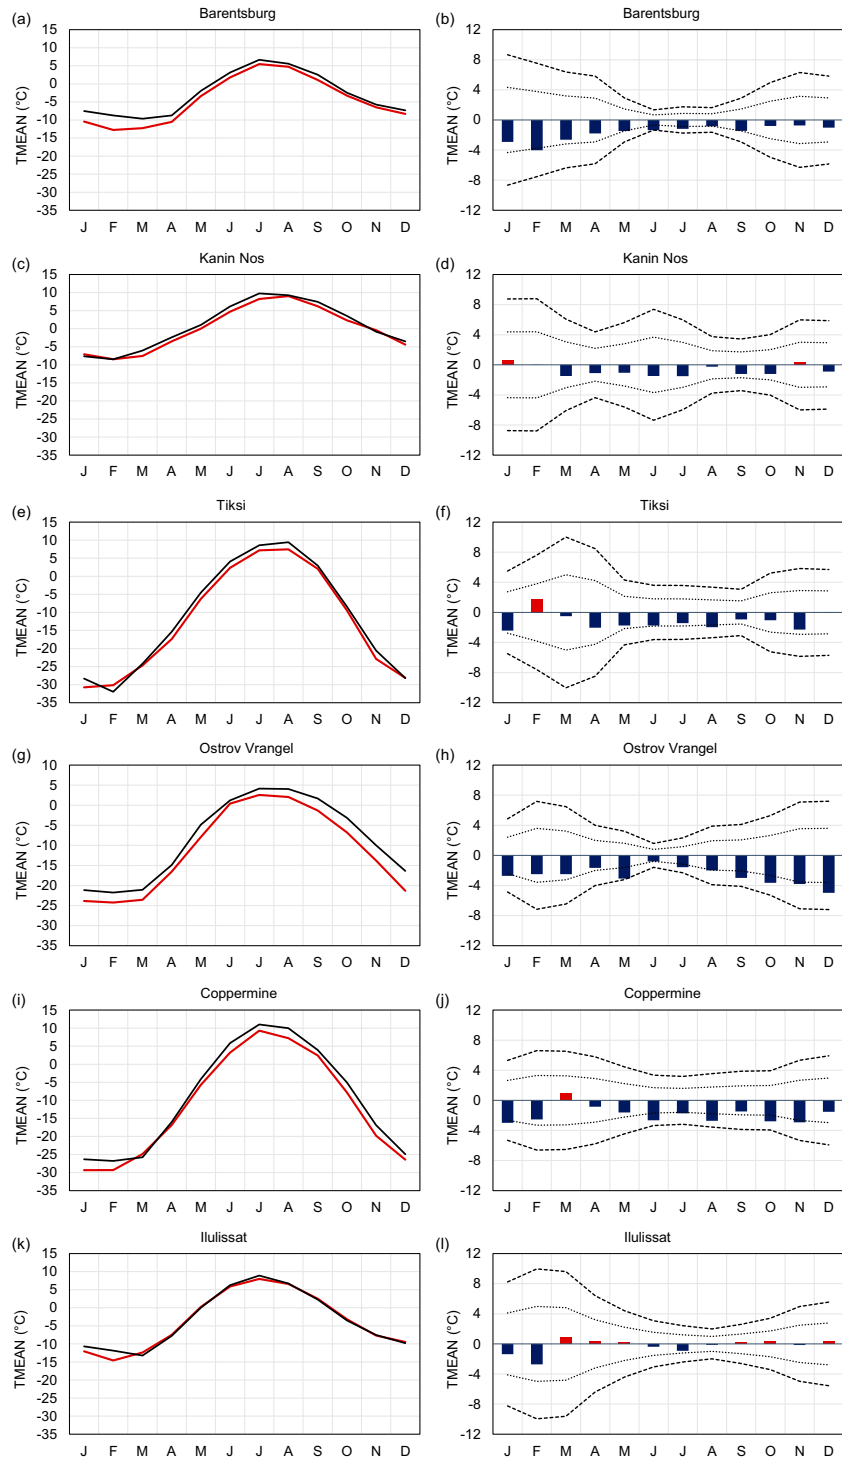 (a) Barentsburg
TMEAN (°C)
15
10
5
0
-5
-10
-15
-20
-25
-30
-35
J F M A M J J A S O N D
(b) Barentsburg
TMEAN (°C)
12
8
4
0
-4
-8
-12
J F M A M J J A S O N D
(c) Kanin Nos
TMEAN (°C)
15
10
5
0
-5
-10
-15
-20
-25
-30
-35
J F M A M J J A S O N D
(d) Kanin Nos
TMEAN (°C)
12
8
4
0
-4
-8
-12
J F M A M J J A S O N D
(e) Tiksi
TMEAN (°C)
15
10
5
0
-5
-10
-15
-20
-25
-30
-35
J F M A M J J A S O N D
(f) Tiksi
TMEAN (°C)
12
8
4
0
-4
-8
-12
J F M A M J J A S O N D
(g) Ostrov Vrangel
TMEAN (°C)
10
5
0
-5
-10
-15
-20
-25
-30
-35
J F M A M J J A S O N D
(h) Ostrov Vrangel
TMEAN (°C)
12
8
4
0
-4
-8
-12
J F M A M J J A S O N D
(i) Coppermine
TMEAN (°C)
15
10
5
0
-5
-10
-15
-20
-25
-30
-35
J F M A M J J A S O N D
(j) Coppermine
TMEAN (°C)
12
8
4
0
-4
-8
-12
J F M A M J J A S O N D
(k) Ilulissat
TMEAN (°C)
15
10
5
0
-5
-10
-15
-20
-25
-30
-35
J F M A M J J A S O N D
(l) Ilulissat
TMEAN (°C)
12
8
4
0
-4
-8
-12
J F M A M J J A S O N D